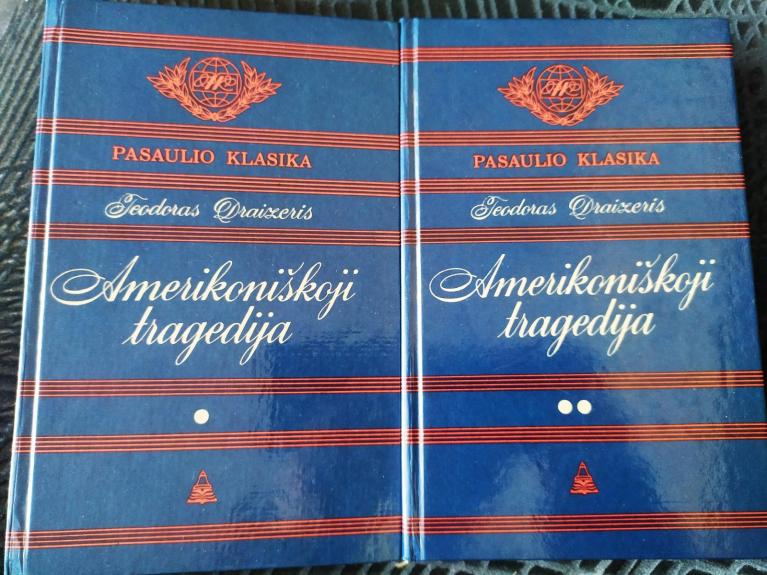 PASAULIO KLASIKA
Teodoras Draizeris
Amerikoniškoji
tragedija
PASAULIO KLASIKA
Teodoras Draizeris
Amerikoniškoji
tragedija